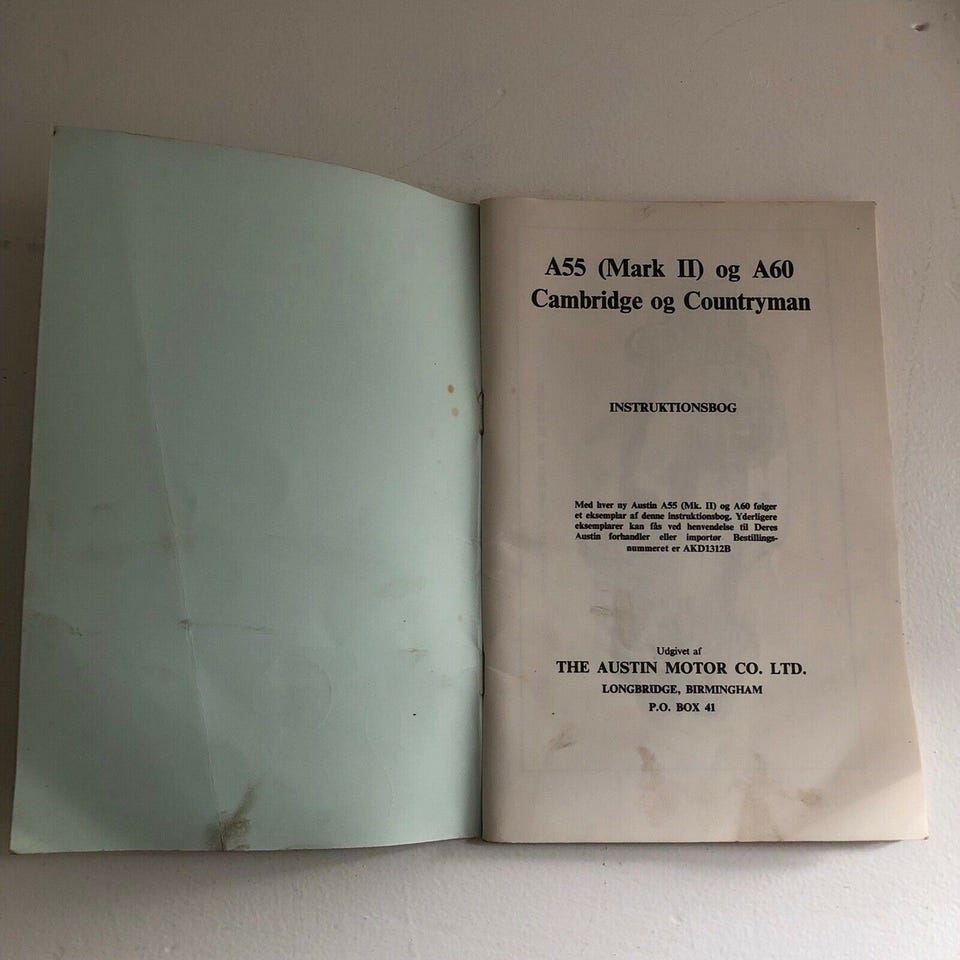 A55 (Mark II) og A60
Cambridge og Countryman
INSTRUKTIONSBOG
Med hver ny Austin A55 (Mk. II) og A60 følger
et eksemplar af denne instruktionsbog. Yderligere
eksemplarer kan fås ved henvendelse til Deres
Austin forhandler eller importør Bestillings-
nummeret er AKD1312B
Udgivet af
THE AUSTIN MOTOR CO. LTD.
LONGBRIDGE, BIRMINGHAM
P.O. BOX 41